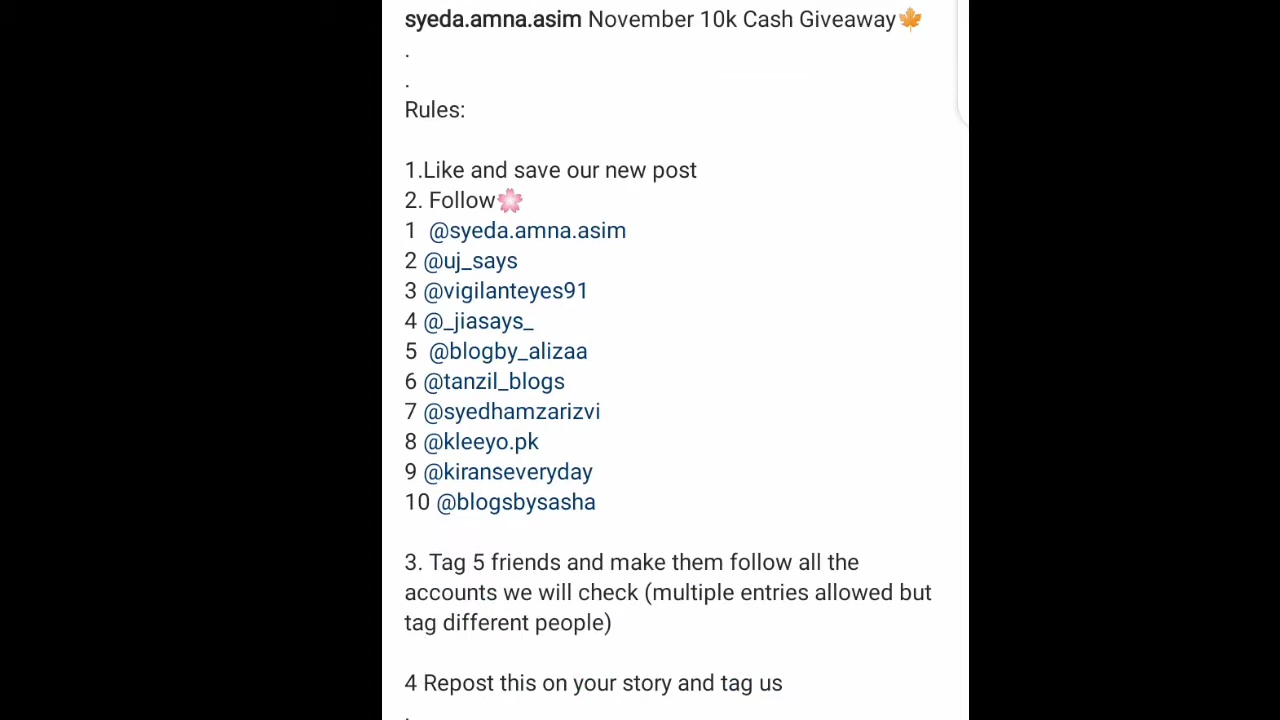 syeda.amna.asim November 10k Cash Giveaway🍁
.
.
Rules:
1.Like and save our new post
2. Follow🌸
1 @syeda.amna.asim
2 @uj_says
3 @vigilanteyes91
4 @_jiasays_
5 @blogby_alizaa
6 @tanzil_blogs
7 @syedhamzarizvi
8 @kleeyo.pk
9 @kiranseveryday
10 @blogsbysasha
3. Tag 5 friends and make them follow all the
accounts we will check (multiple entries allowed but
tag different people)
4 Repost this on your story and tag us
.